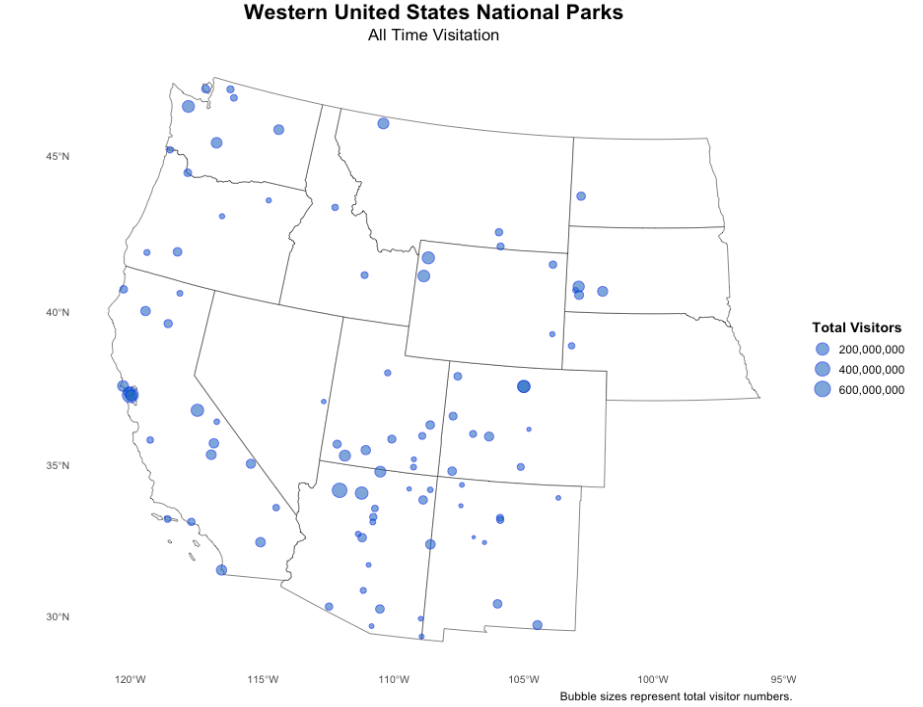 Western United States National Parks
All Time Visitation
45°N
40°N
35°N
30°N
Total Visitors
200,000,000
400,000,000
600,000,000
120°W
115°W
110°W
105°W
100°W
95°W
Bubble sizes represent total visitor numbers.